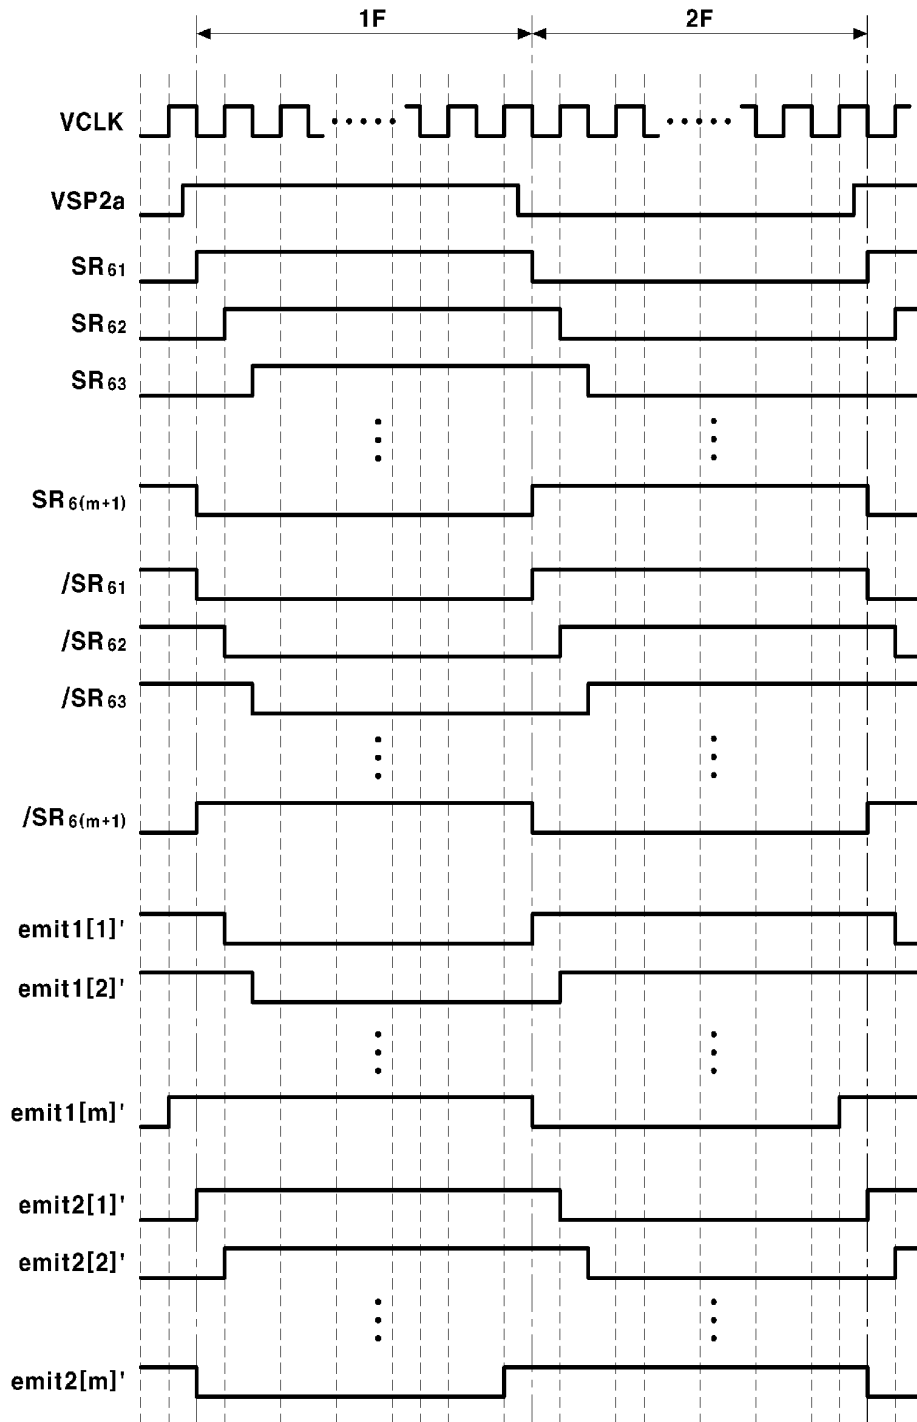 1F 2F
VCLK
VSP2a
SR61
SR62
SR63
SR6(m+1)
/SR61
/SR62
/SR63
/SR6(m+1)
emit1[1]'
emit1[2]'
emit1[m]'
emit2[1]'
emit2[2]'
emit2[m]'